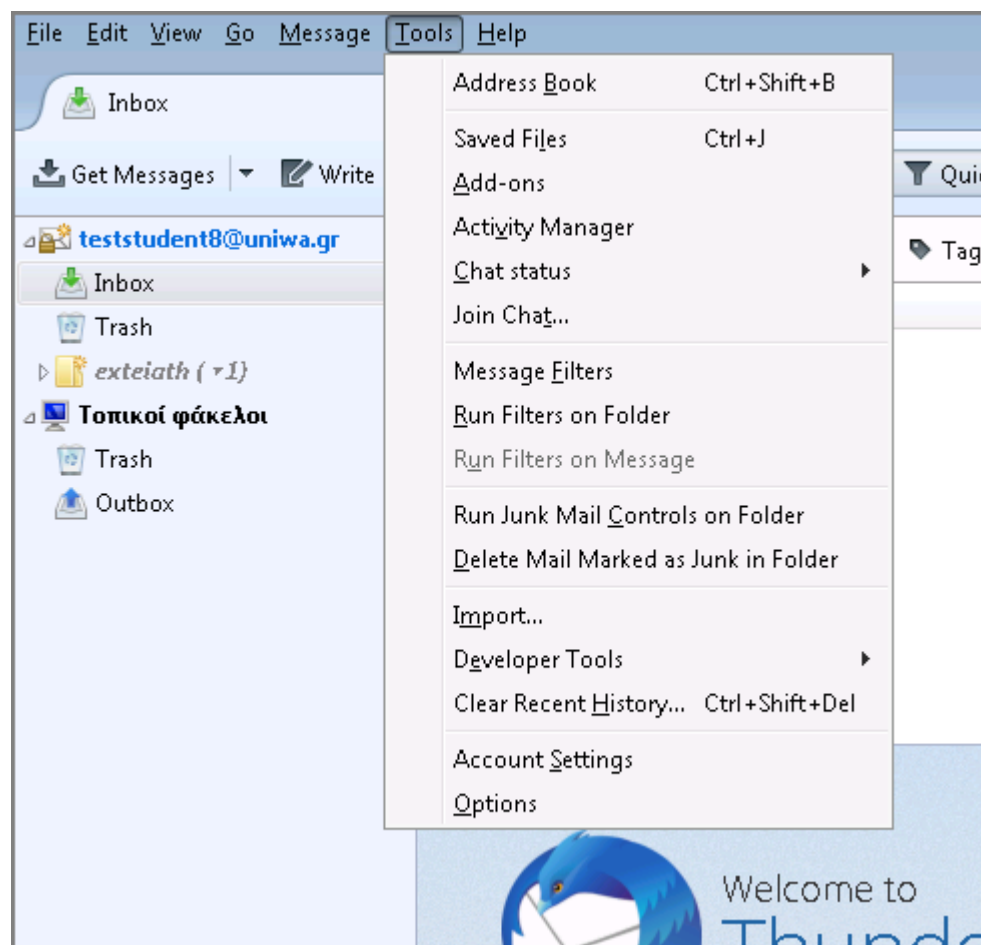 File Edit View Go Message Tools Help
Inbox
Get Messages Write
teststudent8@uniwa.gr
Inbox
Trash
exteiath ( ▾1)
Τοπικοί φάκελοι
Trash
Outbox
Address Book Ctrl+Shift+B
Saved Files Ctrl+J
Add-ons
Activity Manager
Chat status
Join Chat...
Message Filters
Run Filters on Folder
Run Filters on Message
Run Junk Mail Controls on Folder
Delete Mail Marked as Junk in Folder
Import...
Developer Tools
Clear Recent History... Ctrl+Shift+Del
Account Settings
Options
Tag
Welcome to